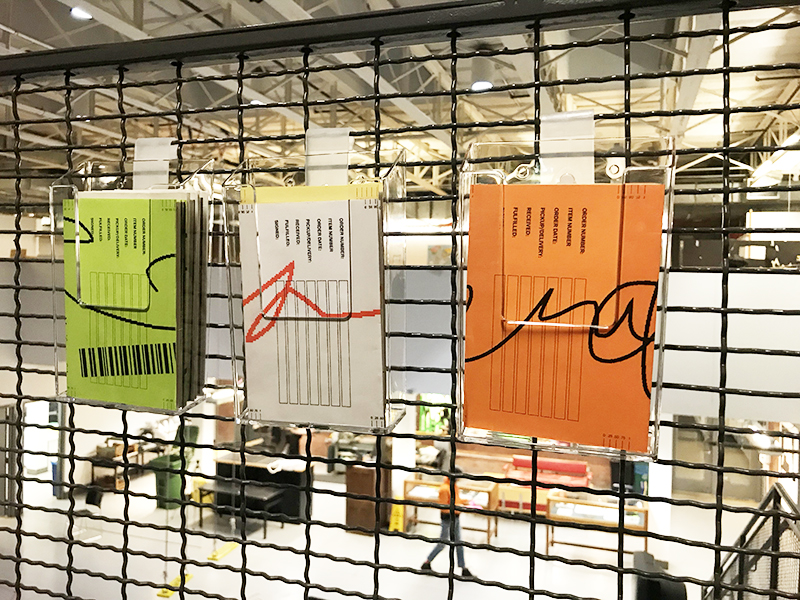 ORDER NUMBER:
ITEM NUMBER
ORDER DATE:
PICKUP/DELIVERY:
RECEIVED:
FULFILLED:
SIGNED:
ORDER NUMBER:
ITEM NUMBER
ORDER DATE:
PICKUP/DELIVERY:
RECEIVED:
FULFILLED:
SIGNED:
ORDER NUMBER:
ITEM NUMBER
ORDER DATE:
PICKUP/DELIVERY:
FULFILLED: